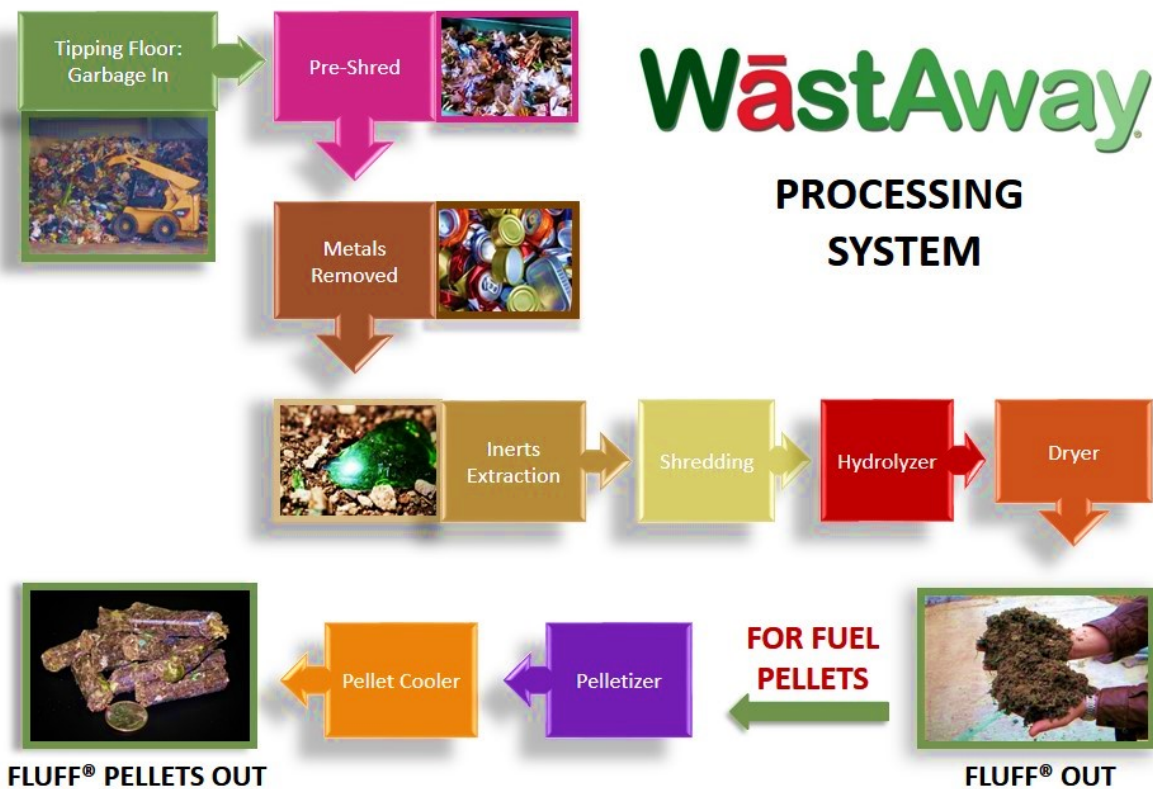 Tipping Floor:
Garbage In
Pre-Shred
WāstAway®
PROCESSING
SYSTEM
Metals
Removed
Inerts
Extraction
Shredding
Hydrolyzer
Dryer
FOR FUEL
PELLETS
Pelletizer
Pellet Cooler
FLUFF® PELLETS OUT
FLUFF® OUT